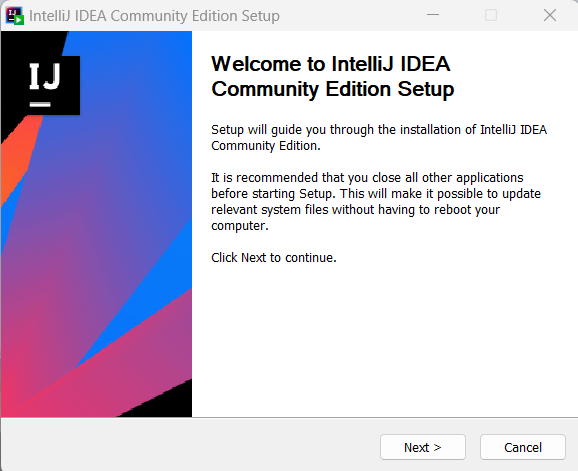 IntelliJ IDEA Community Edition Setup
IJ
Welcome to IntelliJ IDEA
Community Edition Setup
Setup will guide you through the installation of IntelliJ IDEA
Community Edition.
It is recommended that you close all other applications
before starting Setup. This will make it possible to update
relevant system files without having to reboot your
computer.
Click Next to continue.
Next >
Cancel